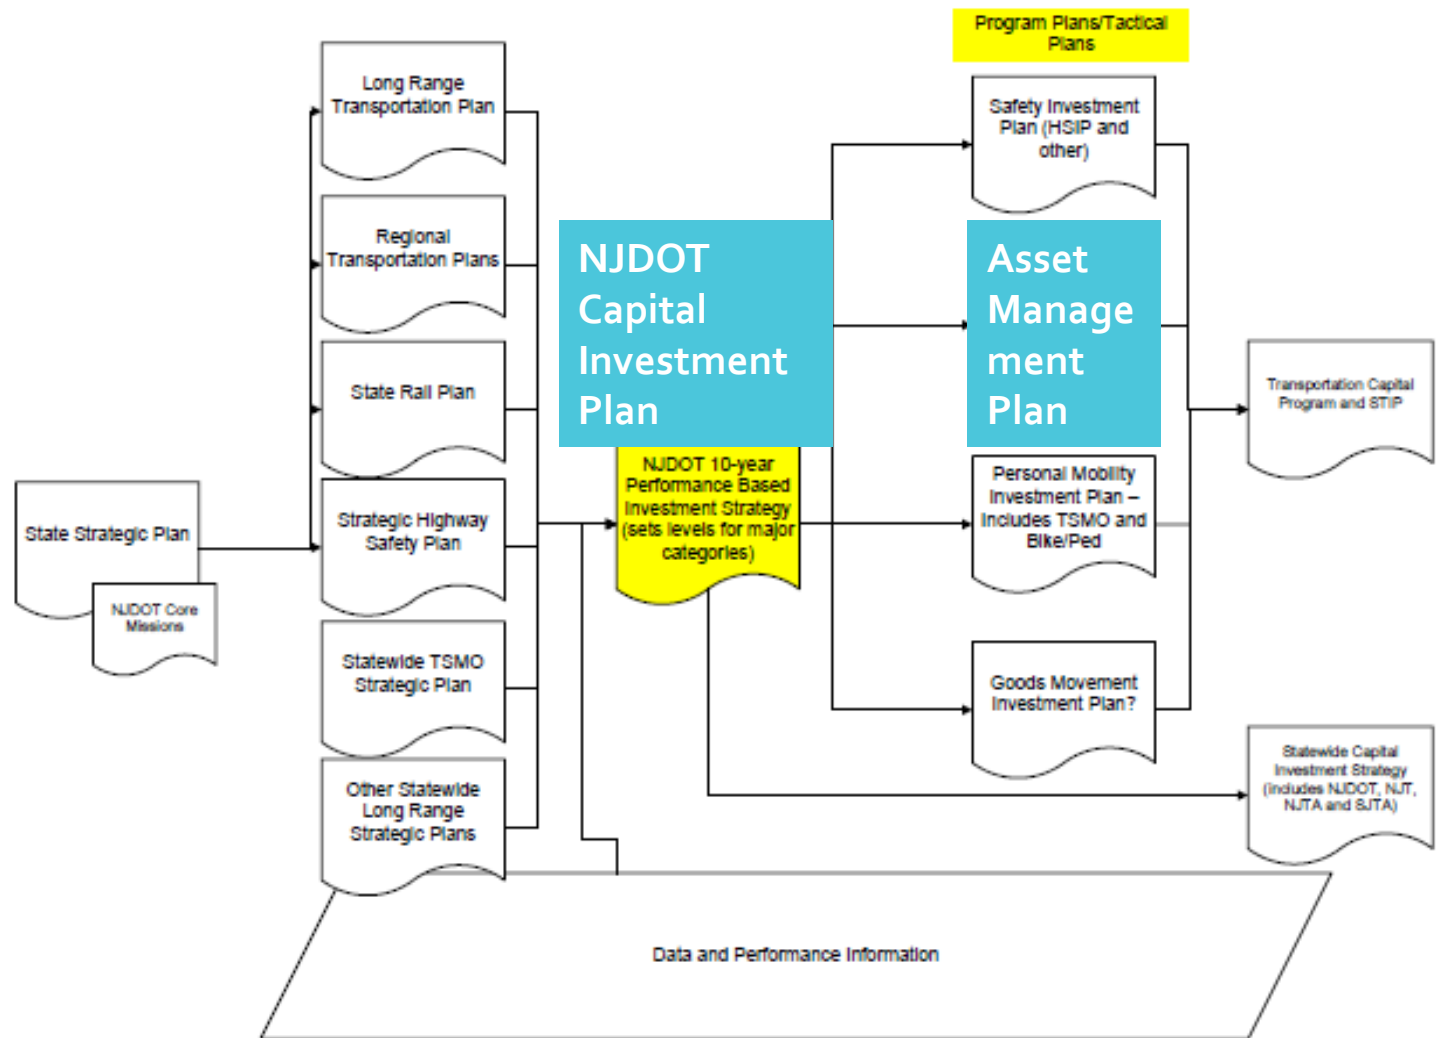 Program Plans/Tactical
Plans
Long Range
Transportation Plan
Regional
Transportation Plans
State Rail Plan
State Strategic Plan
NJDOT Core
Missions
Strategic Highway
Safety Plan
Statewide TSMO
Strategic Plan
Other Statewide
Long Range
Strategic Plans
NJDOT
Capital
Investment
Plan
NJDOT 10-year
Performance Based
Investment Strategy
(sets levels for major
categories)
Safety Investment
Plan (HSIP and
other)
Asset
Manage
ment
Plan
Personal Mobility
Investment Plan –
Includes TSMO and
Bike/Ped
Goods Movement
Investment Plan?
Transportation Capital
Program and STIP
Statewide Capital
Investment Strategy
(includes NJDOT, NJT,
NJTA and SJTA)
Data and Performance Information